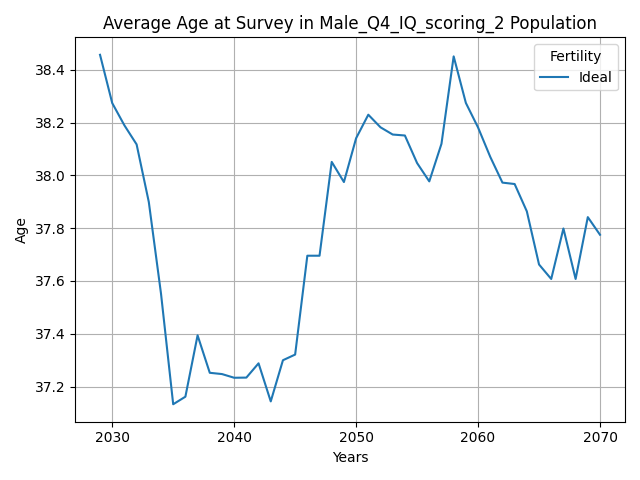 Average Age at Survey in Male_Q4_IQ_scoring_2 Population
Fertility
Ideal
38.4
38.2
38.0
37.8
37.6
37.4
37.2
Age
2030
2040
2050
2060
2070
Years